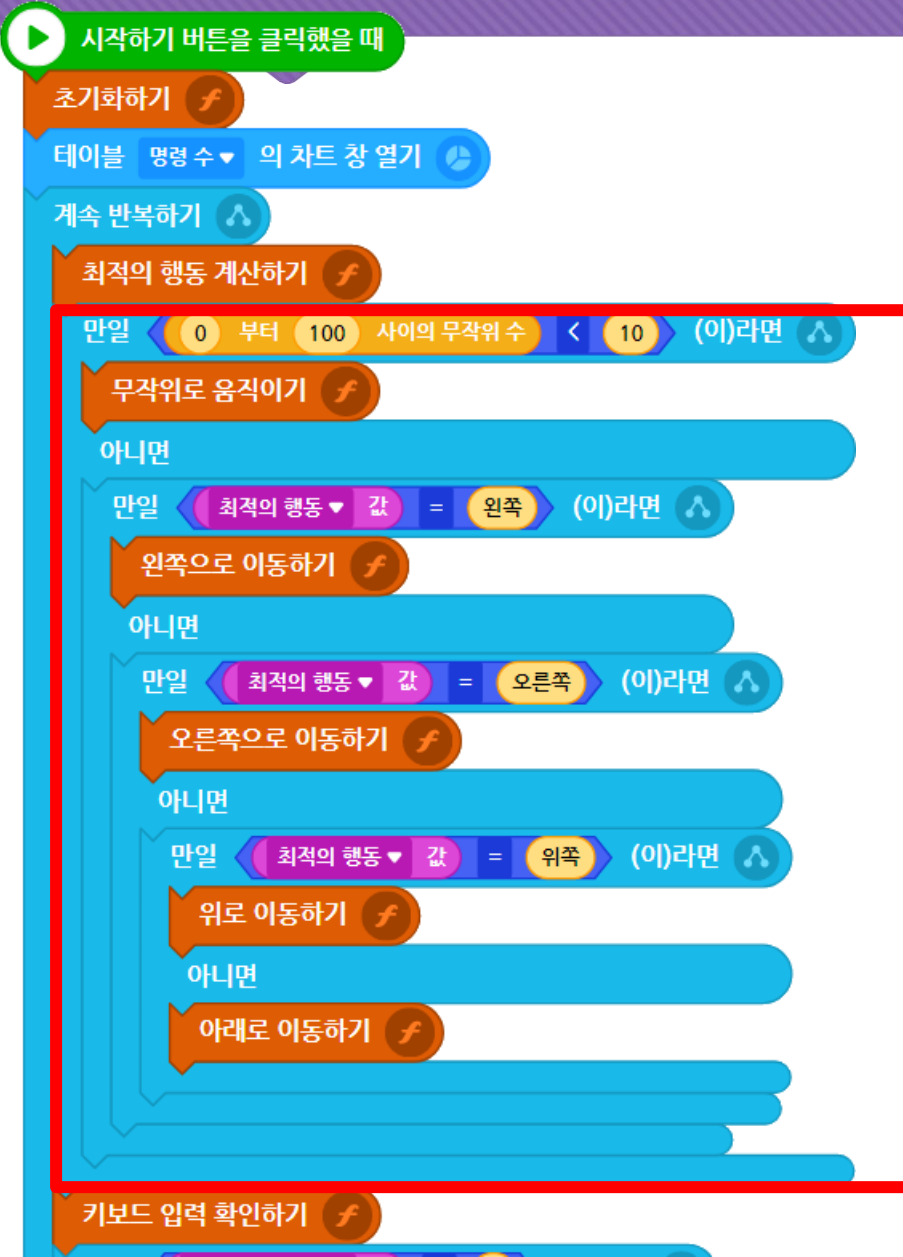 시작하기 버튼을 클릭했을 때
초기화하기
테이블 명령 수 의 차트 창 열기
계속 반복하기
최적의 행동 계산하기
만일 0 부터 100 사이의 무작위 수 < 10 (이)라면
무작위로 움직이기
아니면
만일 최적의 행동 값 = 왼쪽 (이)라면
왼쪽으로 이동하기
아니면
만일 최적의 행동 값 = 오른쪽 (이)라면
오른쪽으로 이동하기
아니면
만일 최적의 행동 값 = 위쪽 (이)라면
위로 이동하기
아니면
아래로 이동하기
키보드 입력 확인하기